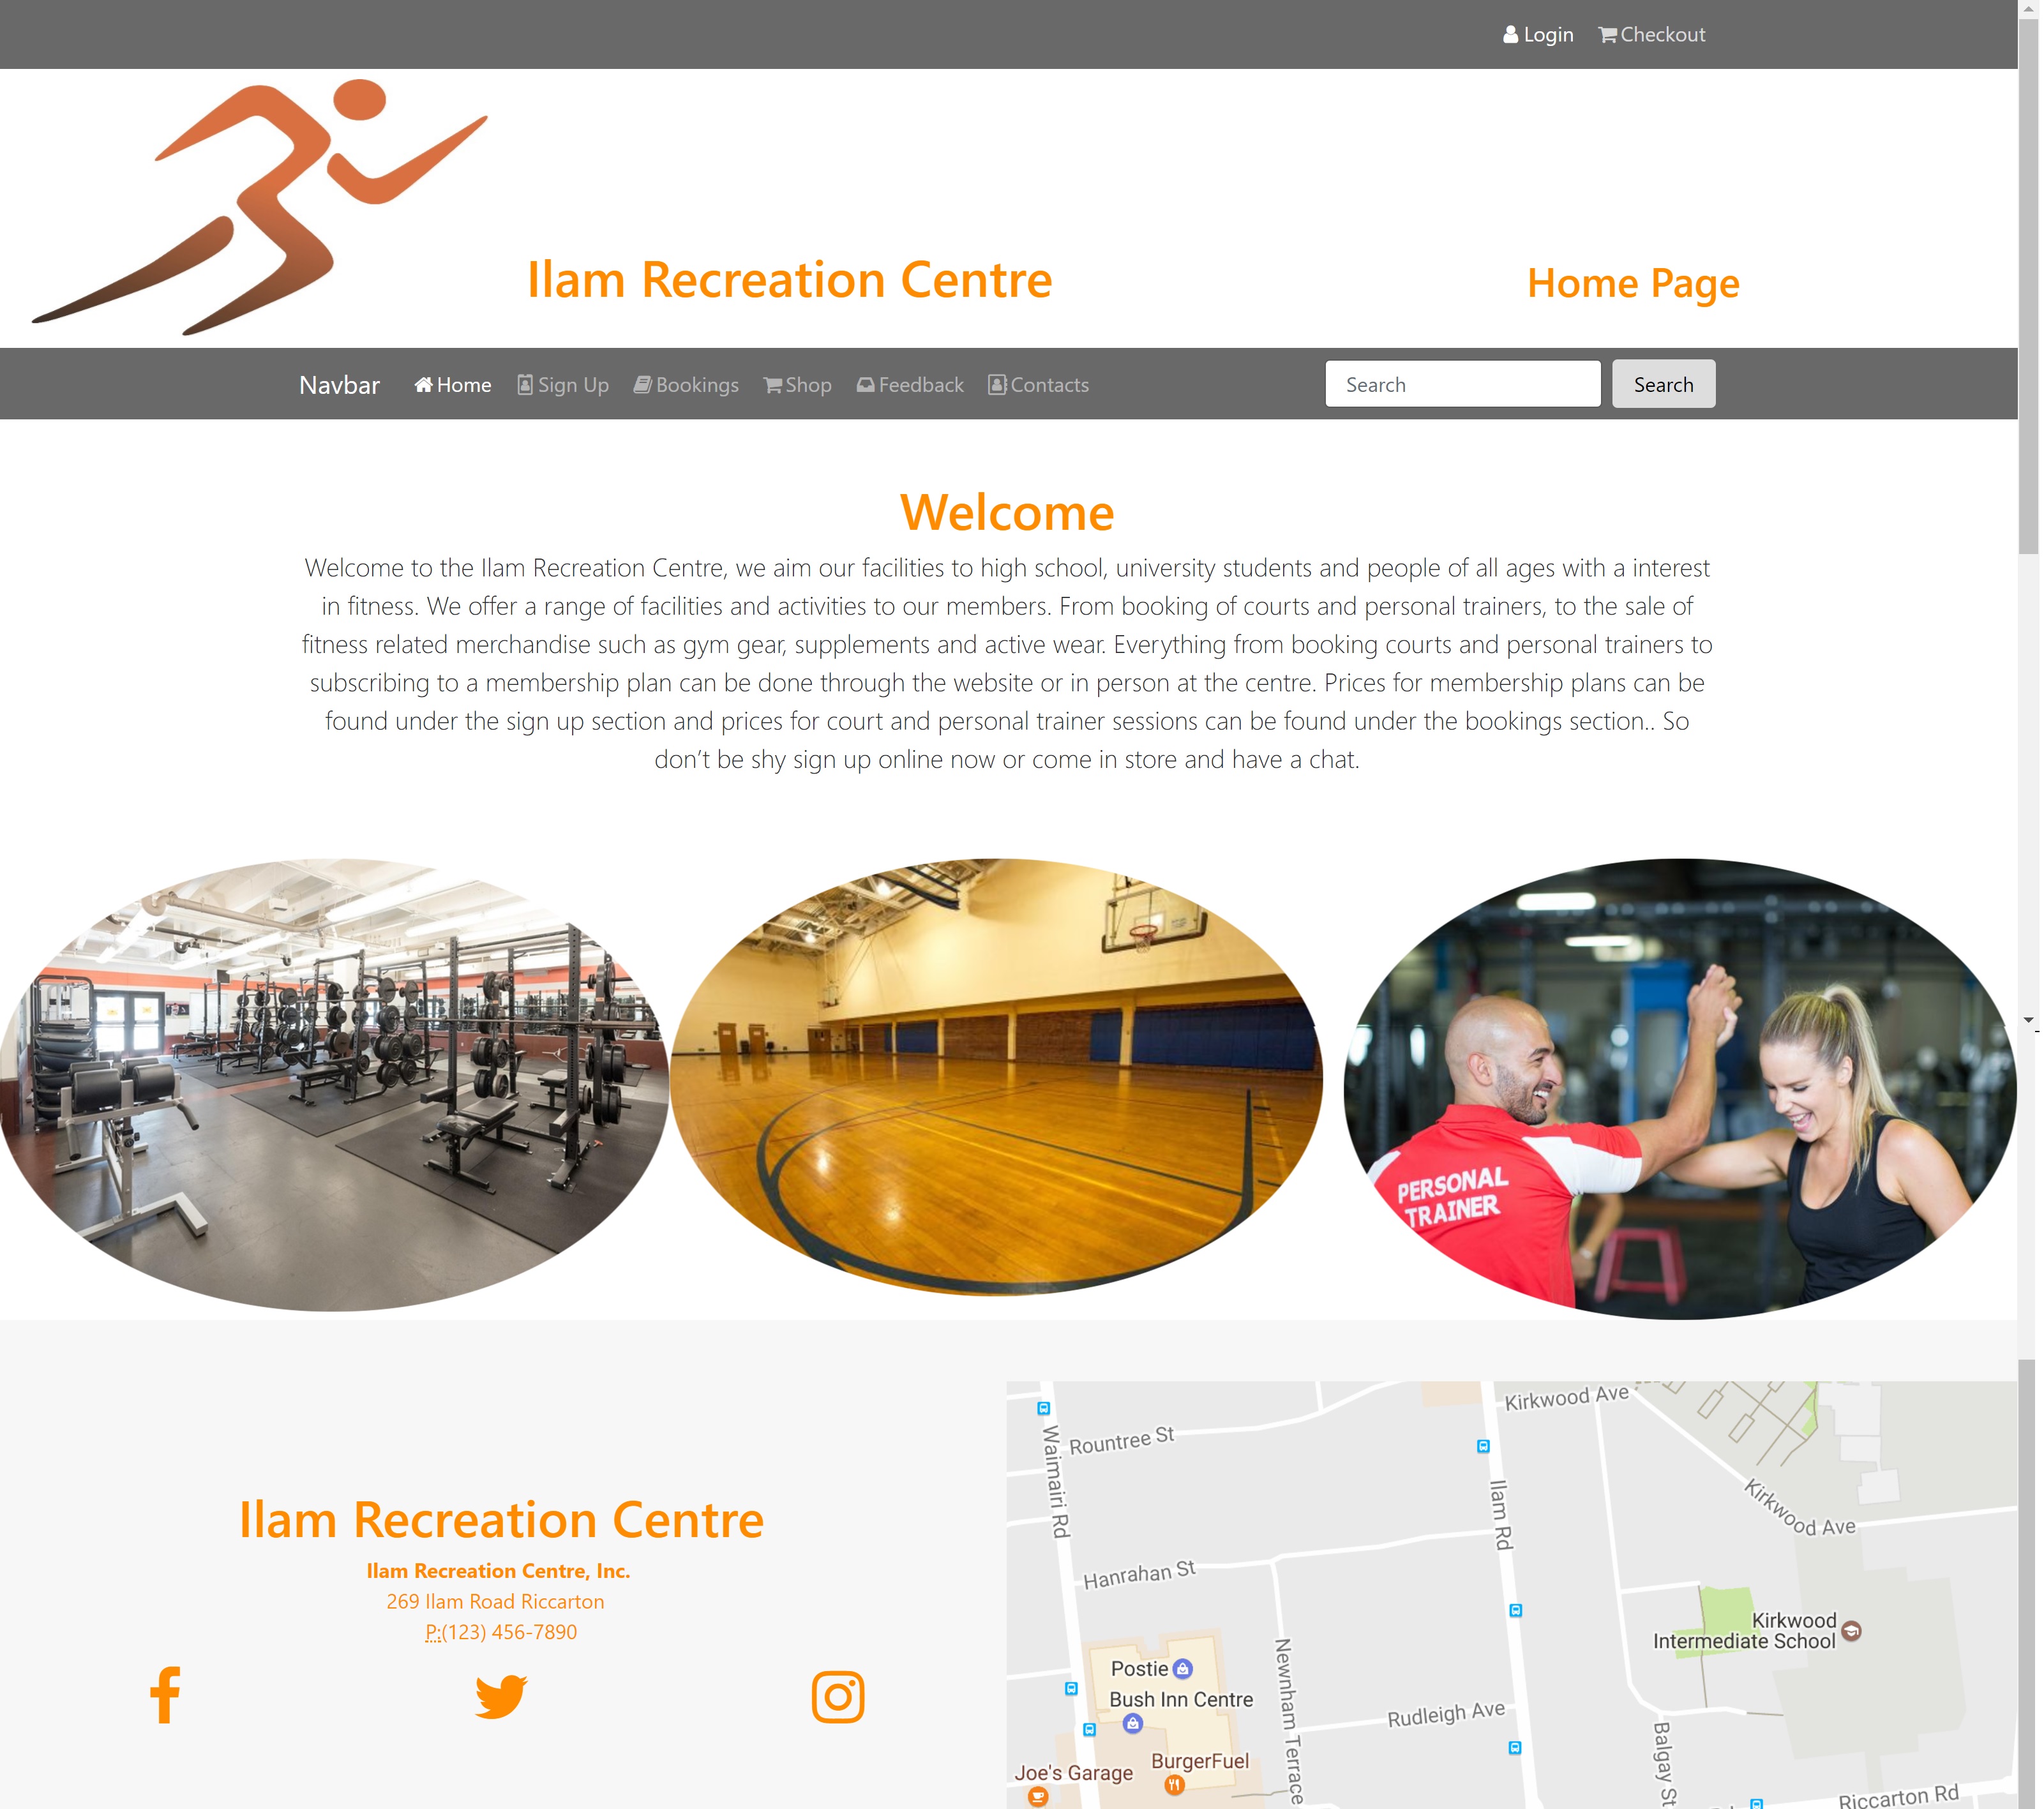 Login Checkout
Ilam Recreation Centre
Home Page
Navbar Home Sign Up Bookings Shop Feedback Contacts Search Search
Welcome
Welcome to the Ilam Recreation Centre, we aim our facilities to high school, university students and people of all ages with a interest
in fitness. We offer a range of facilities and activities to our members. From booking of courts and personal trainers, to the sale of
fitness related merchandise such as gym gear, supplements and active wear. Everything from booking courts and personal trainers to
subscribing to a membership plan can be done through the website or in person at the centre. Prices for membership plans can be
found under the sign up section and prices for court and personal trainer sessions can be found under the bookings section.. So
don’t be shy sign up online now or come in store and have a chat.
PERSONAL
TRAINER
Ilam Recreation Centre
Ilam Recreation Centre, Inc.
269 Ilam Road Riccarton
P:(123) 456-7890
Kirkwood Ave
Rountree St
Waimairi Rd
Ilam Rd
Kirkwood Ave
Hanrahan St
Kirkwood
Intermediate School
Postie
Bush Inn Centre
Newnham Terrace
Rudleigh Ave
Balgay St
BurgerFuel
Joe's Garage
Riccarton Rd